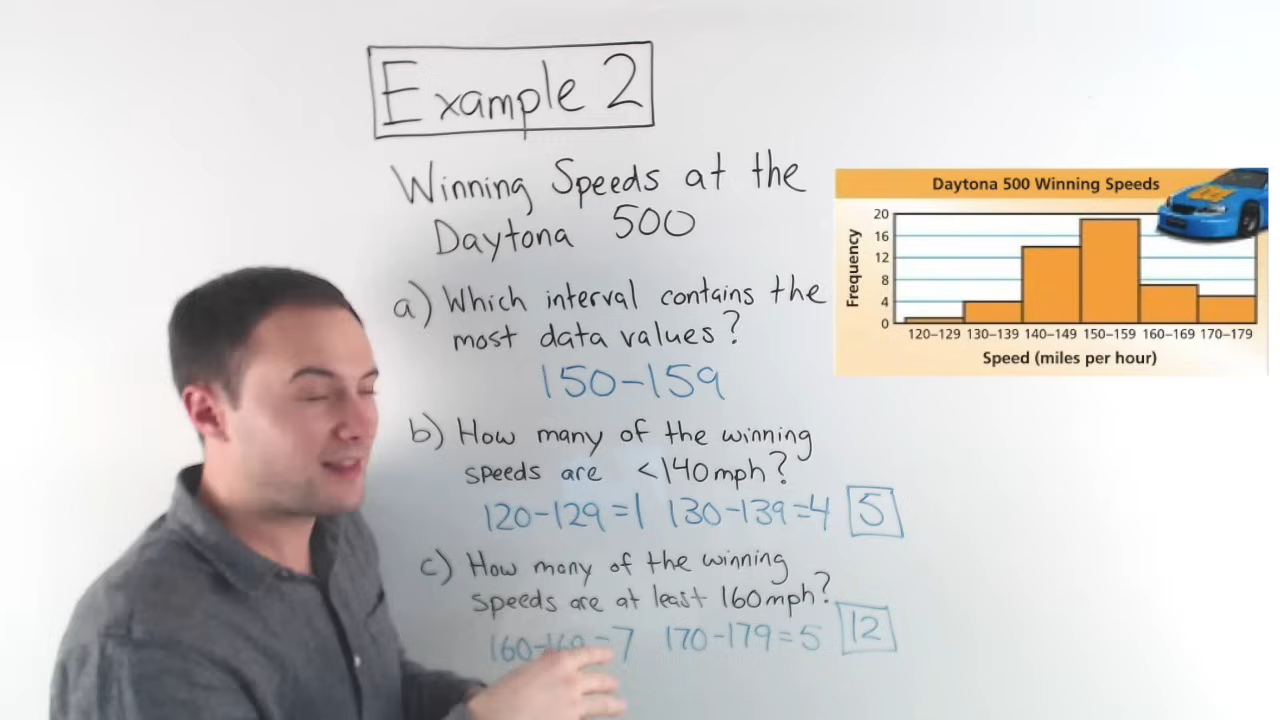 Example 2
Winning Speeds at the
Daytona 500
a) Which interval contains the
most data values?
150-159
b) How many of the winning
speeds are <140mph?
120-129=1 130-139=4 5
c) How many of the winning
speeds are at least 160mph?
160-169=7 170-179=5 12
Daytona 500 Winning Speeds
Frequency
20
16
12
8
4
0
120–129 130–139 140–149 150–159 160–169 170–179
Speed (miles per hour)